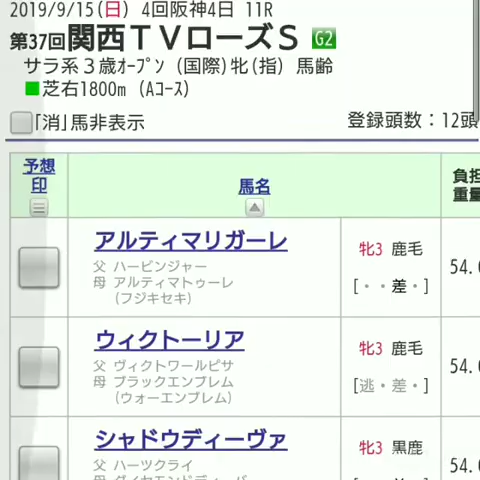 2019/9/15(日) 4回阪神4日 11R
第37回関西TVローズS G2
サラ系3歳オープン (国際)牝(指) 馬齢
芝右1800m (Aコース)
「消」馬非表示 登録頭数：12頭
予想印 馬名 負担重量
アルティマリガーレ 牝3 鹿毛
父 ハービンジャー
母 アルティマトゥーレ [・・差・] 54.
(フジキセキ)
ウィクトーリア 牝3 鹿毛
父 ヴィクトワールピサ
母 ブラックエンブレム [逃・差・] 54.
(ウォーエンブレム)
シャドウディーヴァ 牝3 黒鹿
父 ハーツクライ 54.